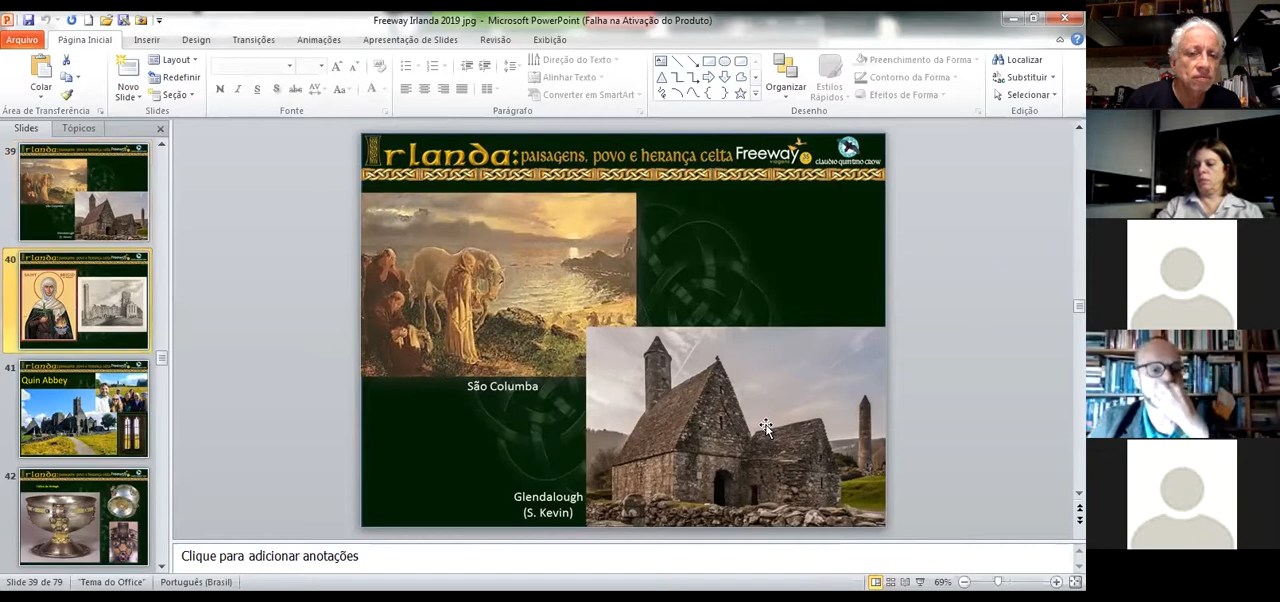 Freeway Irlanda 2019 jpg - Microsoft PowerPoint (Falha na Ativação do Produto)
Arquivo
Página Inicial
Inserir
Design
Transições
Animações
Apresentação de Slides
Revisão
Exibição
Colar
Novo
Slide
Layout
Redefinir
Seção
N I S S abc AV Aa A
Direção do Texto
Alinhar Texto
Converter em SmartArt
Organizar
Estilos
Rápidos
Preenchimento da Forma
Contorno da Forma
Efeitos de Forma
Localizar
Substituir
Selecionar
Área de Transferência
Slides
Fonte
Parágrafo
Desenho
Edição
Slides
Tópicos
39
40
41
Quin Abbey
42
Irlanda: paisagens, povo e herança celta
Freeway
viagens
CLAUDIO QUINTINO CROW
São Columba
Glendalough
(S. Kevin)
Clique para adicionar anotações
Slide 39 de 79
"Tema do Office"
Português (Brasil)
69%